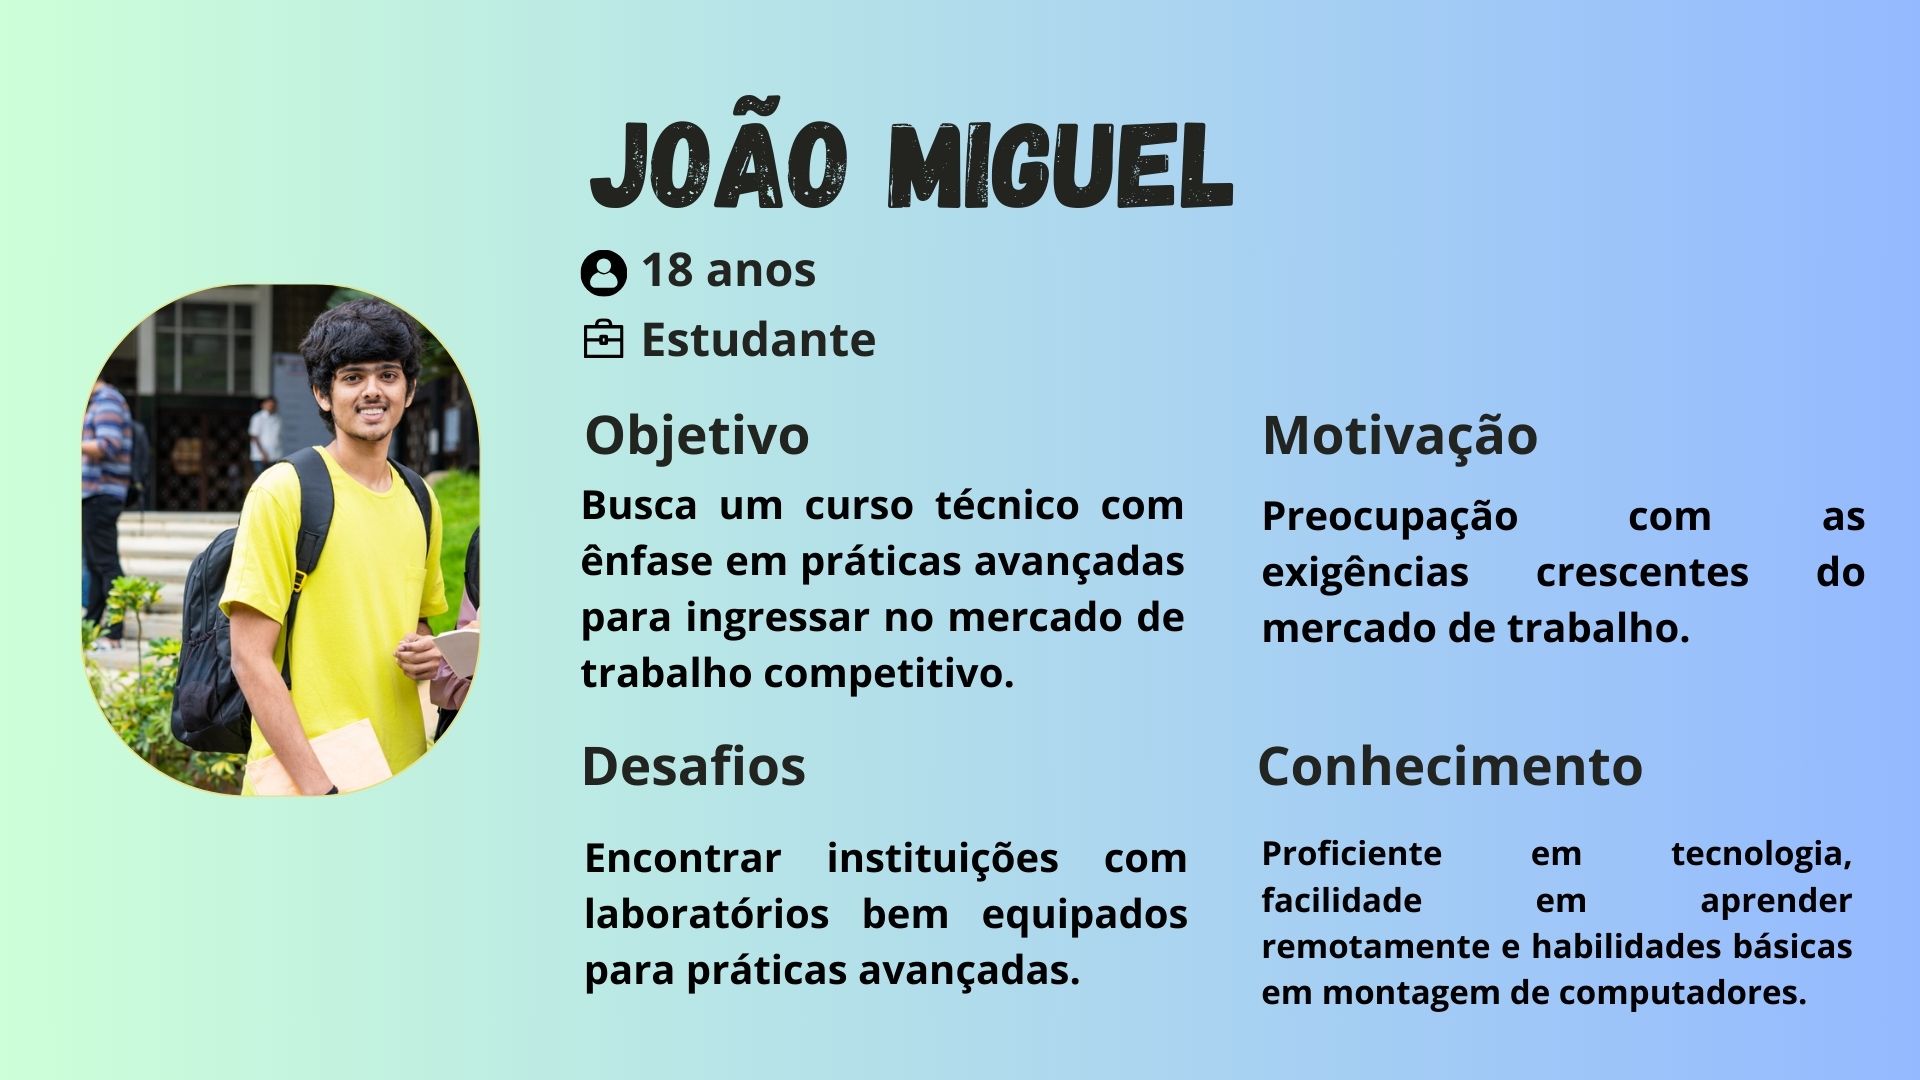 JOÃO MIGUEL
18 anos
Estudante
Objetivo
Busca um curso técnico com
ênfase em práticas avançadas
para ingressar no mercado de
trabalho competitivo.
Motivação
Preocupação com as
exigências crescentes do
mercado de trabalho.
Desafios
Encontrar instituições com
laboratórios bem equipados
para práticas avançadas.
Conhecimento
Proficiente em tecnologia,
facilidade em aprender
remotamente e habilidades básicas
em montagem de computadores.